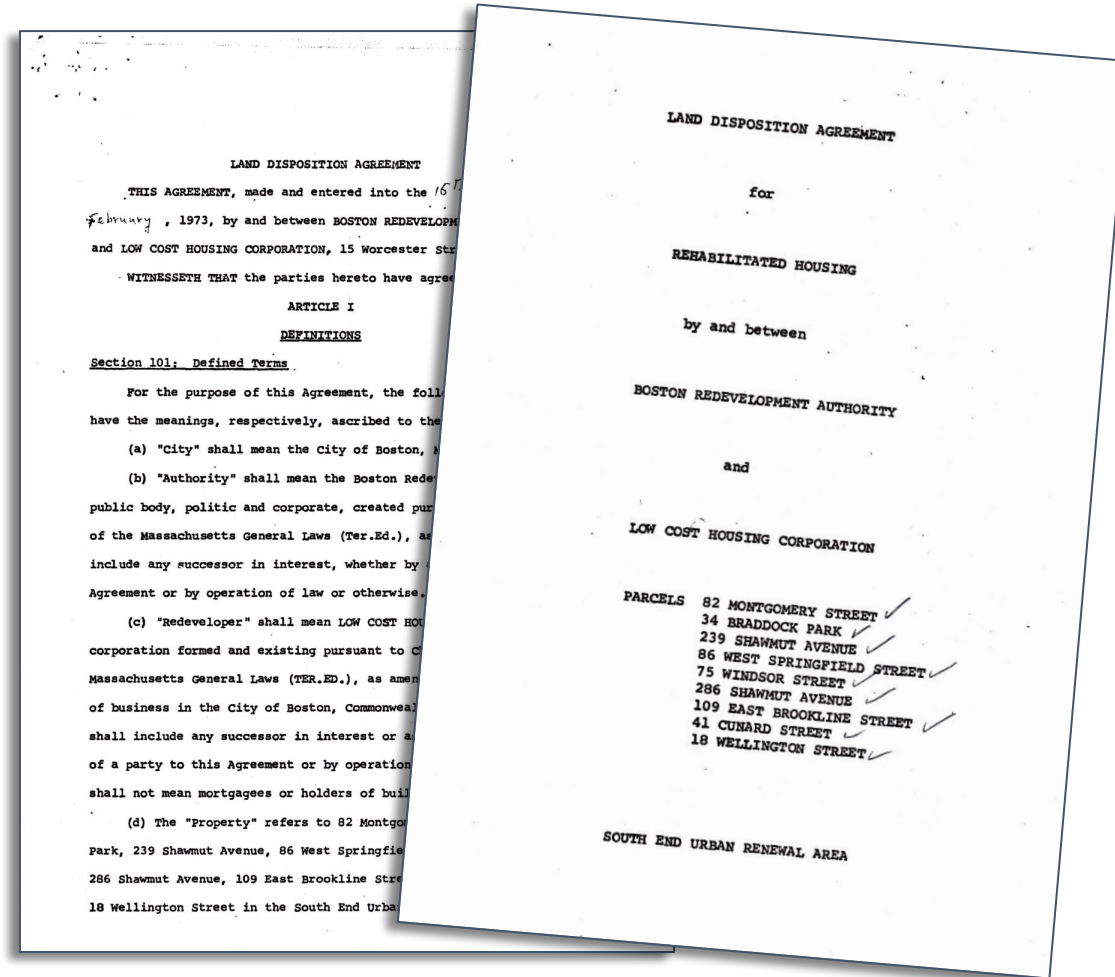 LAND DISPOSITION AGREEMENT
THIS AGREEMENT, made and entered into the 16
February , 1973, by and between BOSTON REDEVELOPM
and LOW COST HOUSING CORPORATION, 15 Worcester Str
WITNESSETH THAT the parties hereto have agree
ARTICLE I
DEFINITIONS
Section 101: Defined Terms
For the purpose of this Agreement, the foll
have the meanings, respectively, ascribed to the
(a) "City" shall mean the City of Boston,
(b) "Authority" shall mean the Boston Rede
public body, politic and corporate, created pur
of the Massachusetts General Laws (Ter.Ed.), as
include any successor in interest, whether by
Agreement or by operation of law or otherwise.
(c) "Redeveloper" shall mean LOW COST HOU
corporation formed and existing pursuant to C
Massachusetts General Laws (TER.ED.), as amen
of business in the City of Boston, Commonweal
shall include any successor in interest or a
of a party to this Agreement or by operation
shall not mean mortgagees or holders of buil
(d) The "Property" refers to 82 Montgo
Park, 239 Shawmut Avenue, 86 West Springfie
286 Shawmut Avenue, 109 East Brookline Stre
18 Wellington Street in the South End Urba
LAND DISPOSITION AGREEMENT
for
REHABILITATED HOUSING
by and between
BOSTON REDEVELOPMENT AUTHORITY
and
LOW COST HOUSING CORPORATION
PARCELS 82 MONTGOMERY STREET
34 BRADDOCK PARK
239 SHAWMUT AVENUE
86 WEST SPRINGFIELD STREET
75 WINDSOR STREET
286 SHAWMUT AVENUE
109 EAST BROOKLINE STREET
41 CUNARD STREET
18 WELLINGTON STREET
SOUTH END URBAN RENEWAL AREA